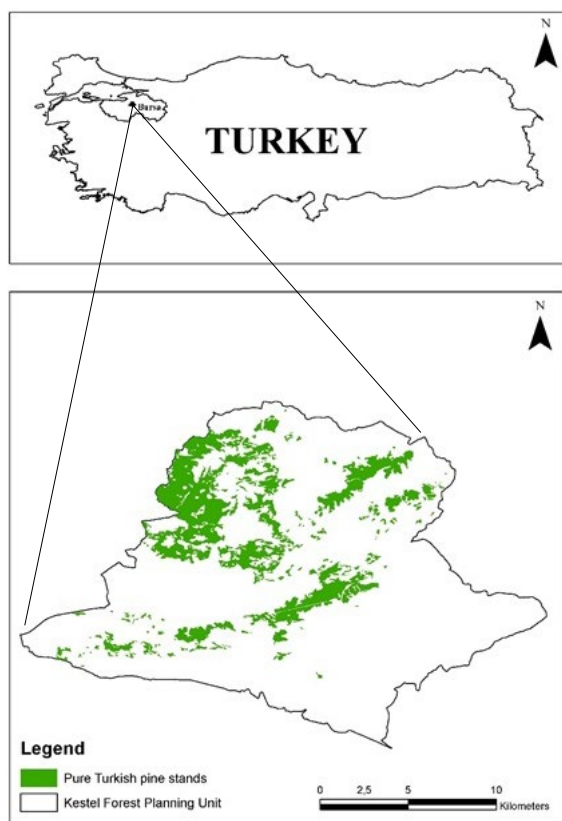 N
Bursa
TURKEY
N
Legend
Pure Turkish pine stands
Kestel Forest Planning Unit
0 2,5 5 10
Kilometers